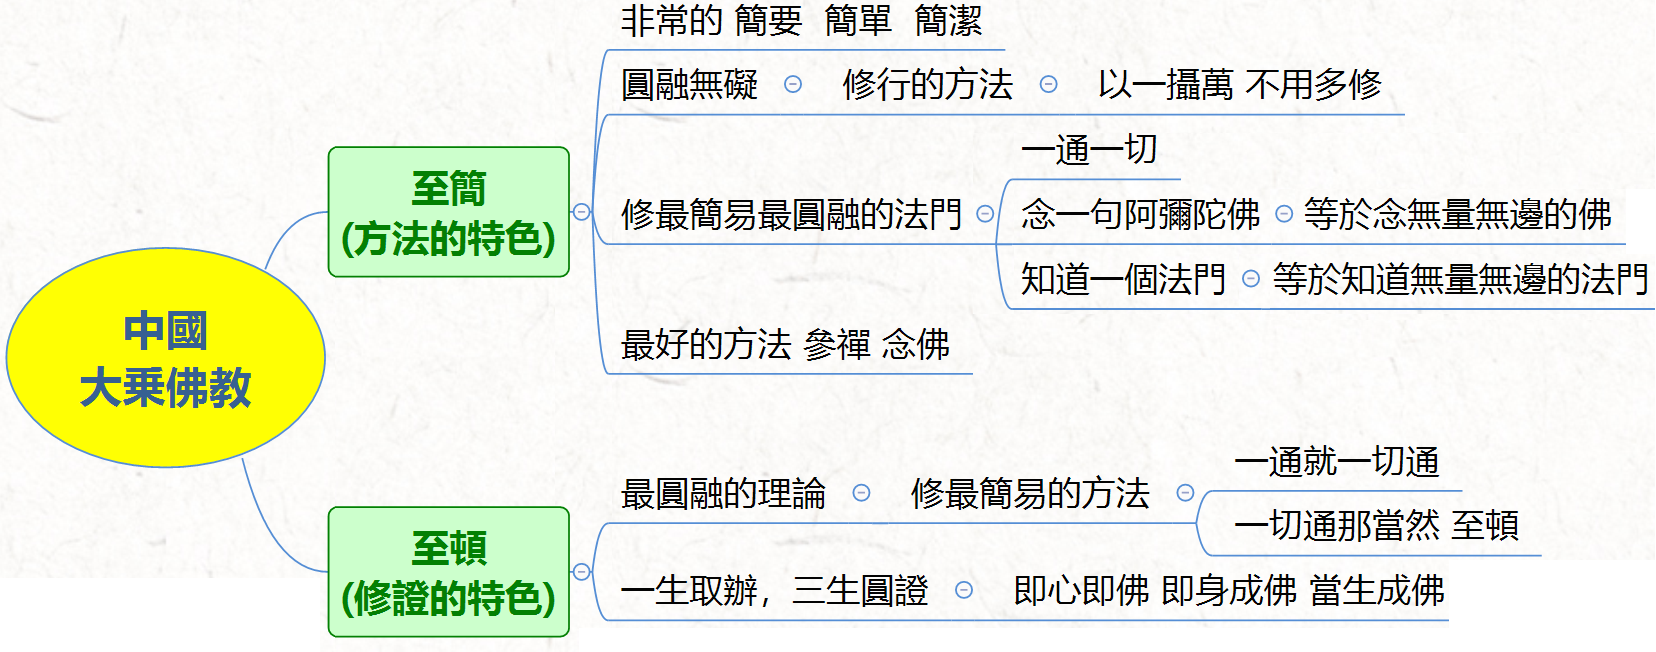 中國
大乗佛教
至簡
(方法的特色)
非常的 簡要 簡單 簡潔
圓融無礙 修行的方法 以一攝萬 不用多修
修最簡易最圓融的法門
一通一切
念一句阿彌陀佛 等於念無量無邊的佛
知道一個法門 等於知道無量無邊的法門
最好的方法 參禪 念佛
至頓
(修證的特色)
最圓融的理論 修最簡易的方法
一通就一切通
一切通那當然 至頓
一生取辦，三生圓證 即心即佛 即身成佛 當生成佛